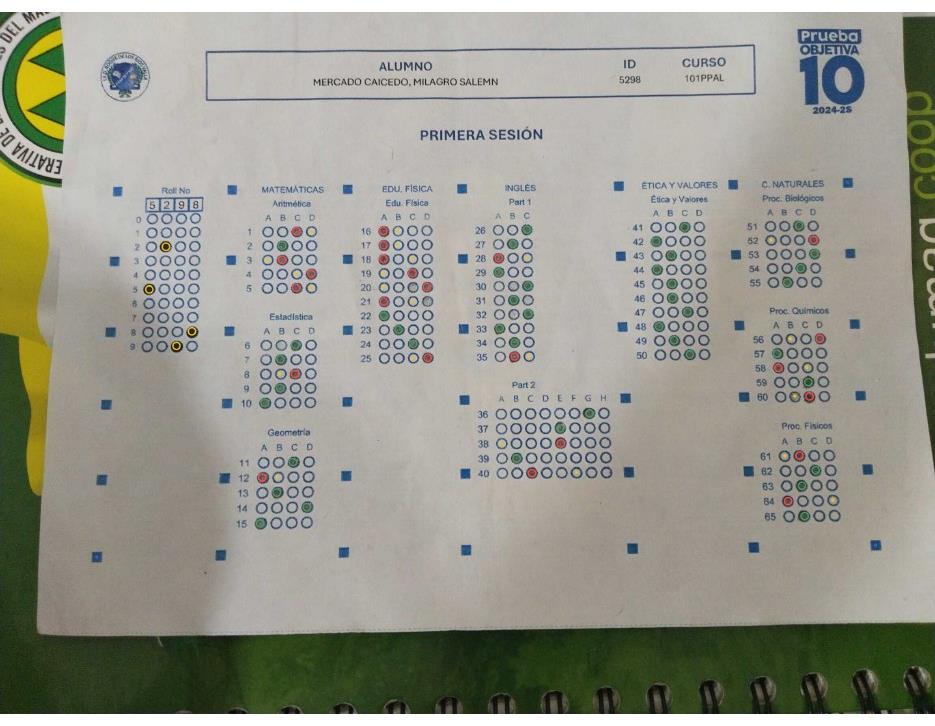 Prueba
OBJETIVA
10
2024-2S
ALUMNO
MERCADO CAICEDO, MILAGRO SALEMN
ID
5298
CURSO
101PPAL
PRIMERA SESIÓN
Roll No
5 2 9 8
0
1
2
3
4
5
6
7
8
9
MATEMÁTICAS
Aritmética
A B C D
1
2
3
4
5
Estadística
A B C D
6
7
8
9
10
Geometría
A B C D
11
12
13
14
15
EDU. FÍSICA
Edu. Física
A B C D
16
17
18
19
20
21
22
23
24
25
INGLÉS
Part 1
A B C
26
27
28
29
30
31
32
33
34
35
Part 2
A B C D E F G H
36
37
38
39
40
ÉTICA Y VALORES
Ética y Valores
A B C D
41
42
43
44
45
46
47
48
49
50
C. NATURALES
Proc. Biológicos
A B C D
51
52
53
54
55
Proc. Químicos
A B C D
56
57
58
59
60
Proc. Físicos
A B C D
61
62
63
64
65
coop